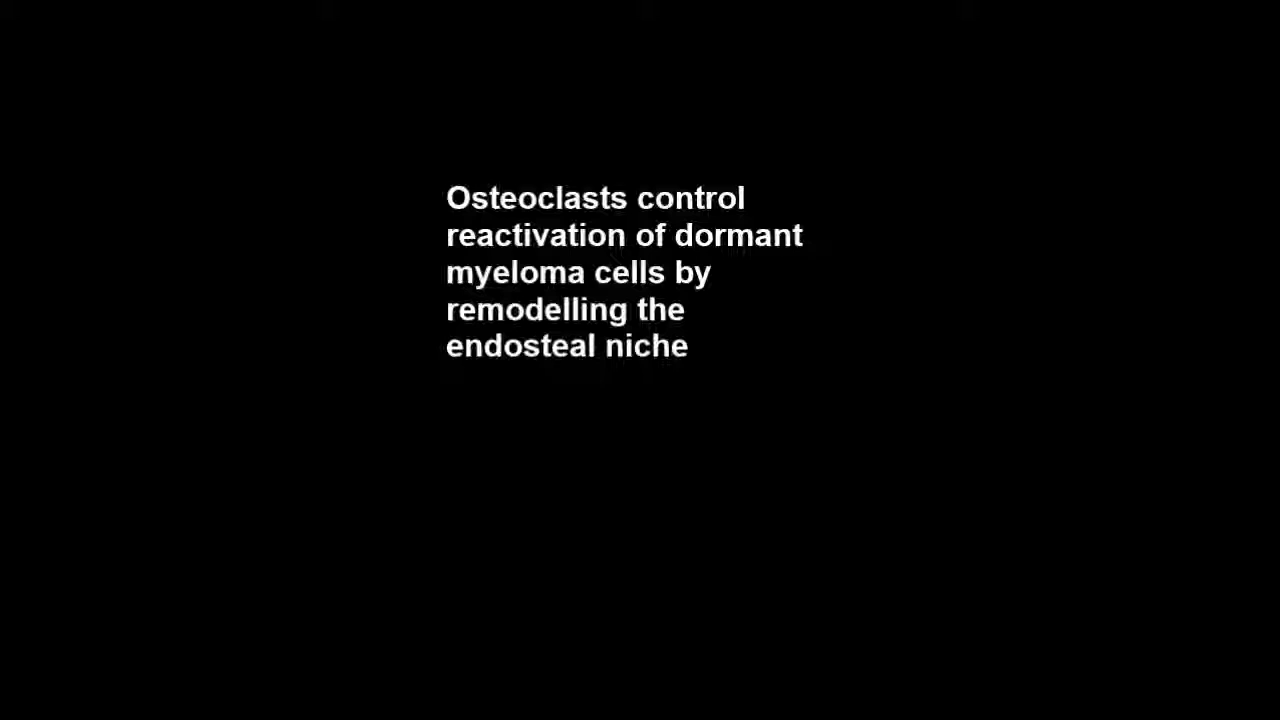 Osteoclasts control
reactivation of dormant
myeloma cells by
remodelling the
endosteal niche